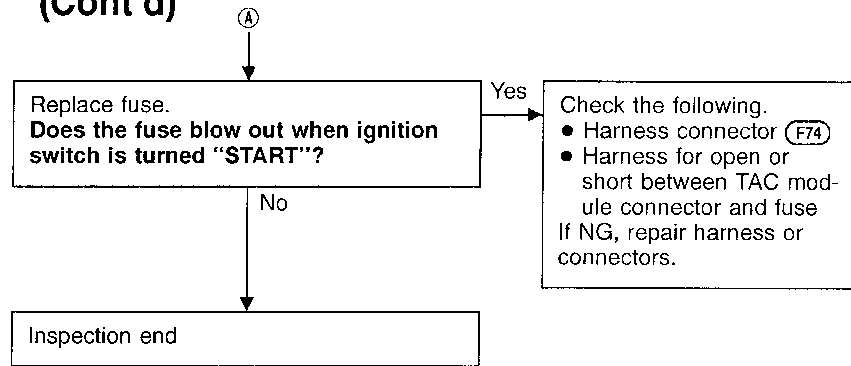 (Cont'd)
A
Replace fuse.
Does the fuse blow out when ignition
switch is turned “START”?
Yes
Check the following.
● Harness connector F74
● Harness for open or
short between TAC mod-
ule connector and fuse
If NG, repair harness or
connectors.
No
Inspection end